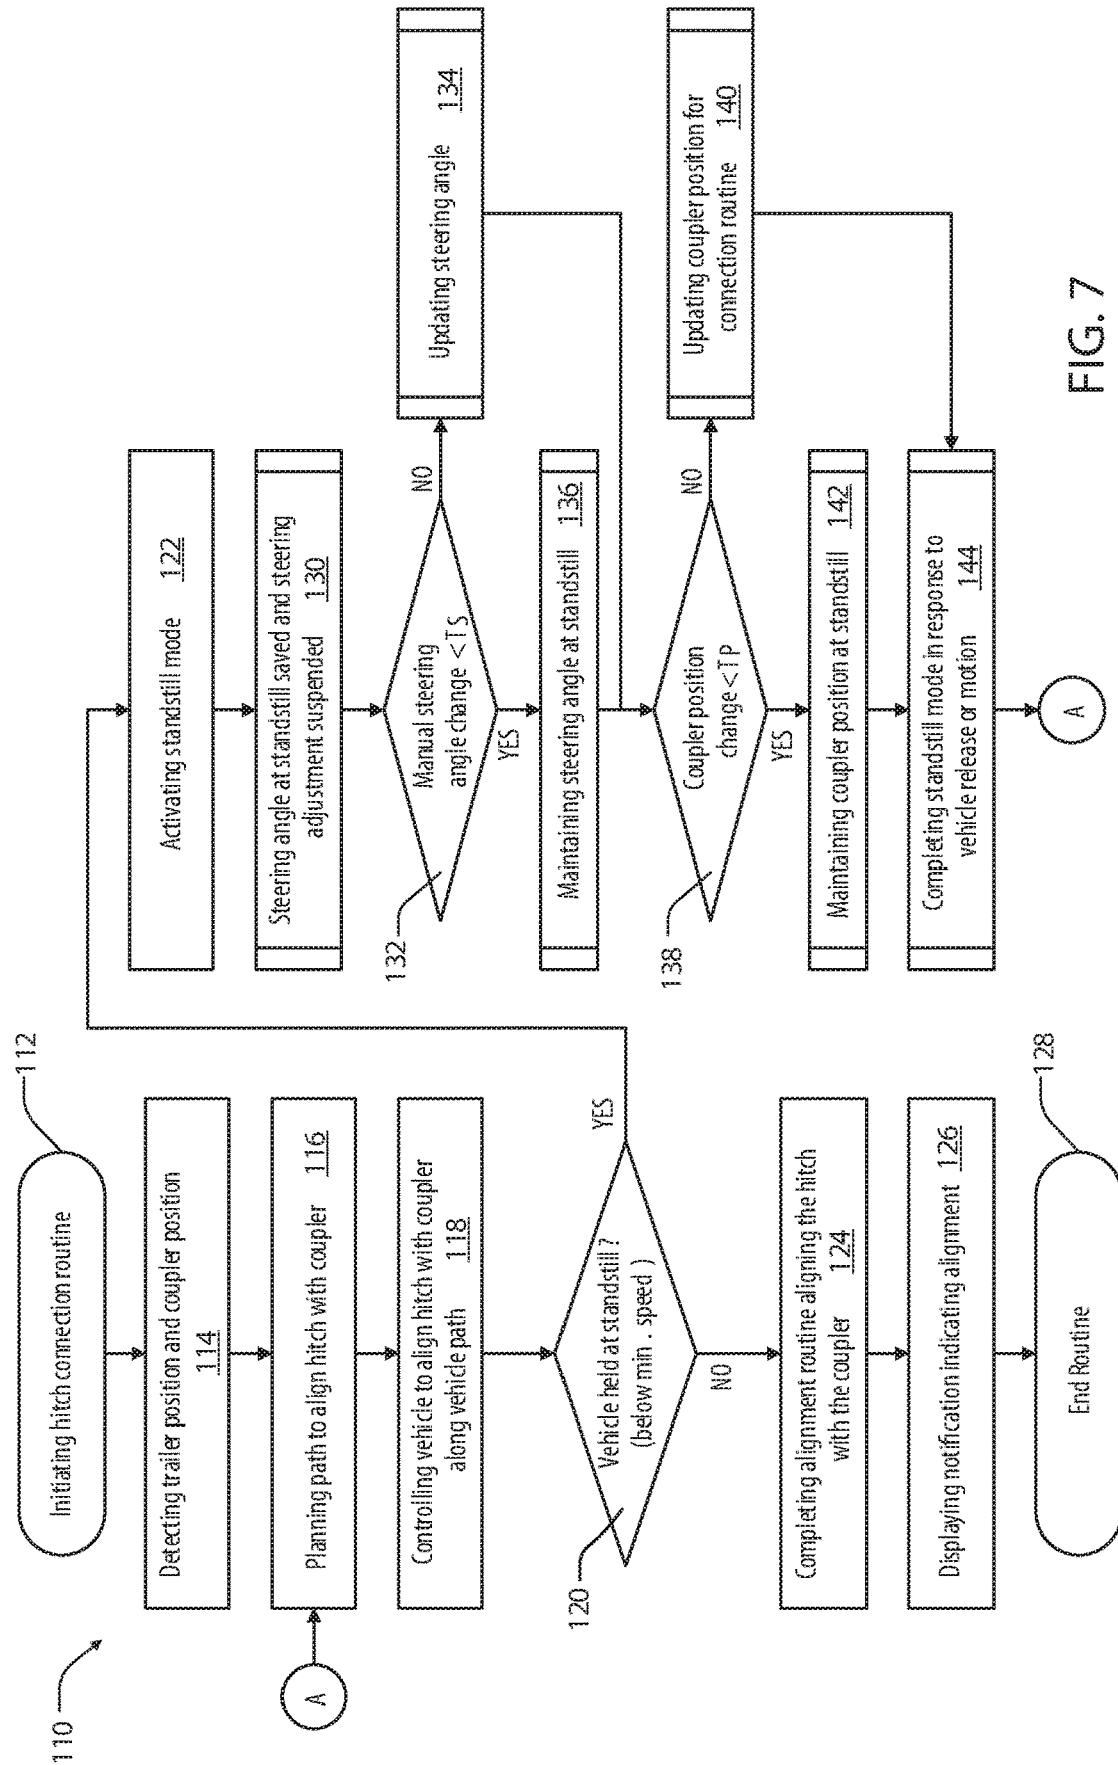 110
112
Initiating hitch connection routine
Detecting trailer position and coupler position
114
A
Planning path to align hitch with coupler 116
Controlling vehicle to align hitch with coupler
along vehicle path 118
120
Vehicle held at standstill?
(below min. speed)
YES
NO
Completing alignment routine aligning the hitch
with the coupler 124
Displaying notification indicating alignment 126
128
End Routine
Activating standstill mode 122
Steering angle at standstill saved and steering
adjustment suspended 130
132
Manual steering
angle change <TS
NO
YES
Updating steering angle 134
Maintaining steering angle at standstill 136
138
Coupler position
change <TP
NO
YES
Updating coupler position for
connection routine 140
Maintaining coupler position at standstill 142
Completing standstill mode in response to
vehicle release or motion 144
A
FIG. 7